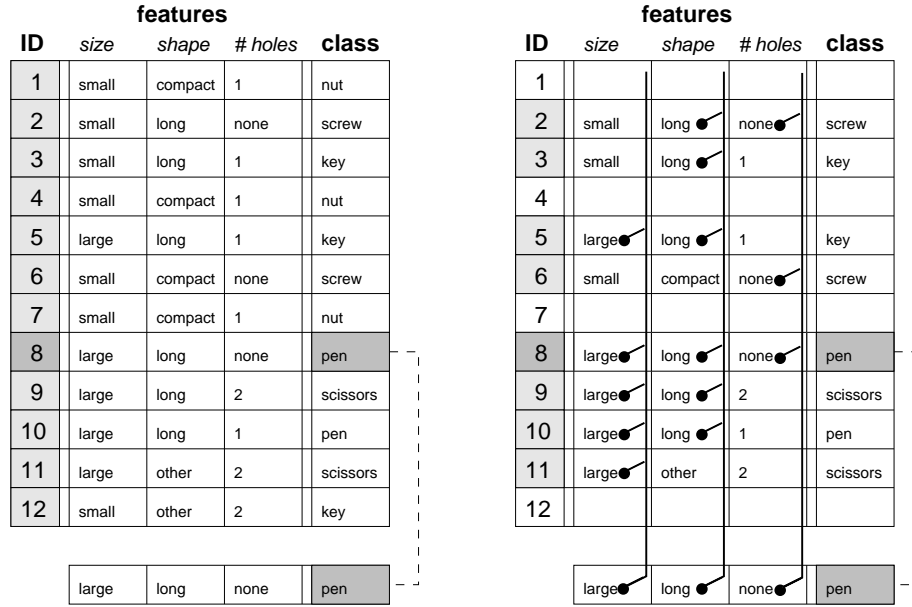 features
ID size shape # holes class
1 small compact 1 nut
2 small long none screw
3 small long 1 key
4 small compact 1 nut
5 large long 1 key
6 small compact none screw
7 small compact 1 nut
8 large long none pen
9 large long 2 scissors
10 large long 1 pen
11 large other 2 scissors
12 small other 2 key
large long none pen
features
ID size shape # holes class
1
2 small long none screw
3 small long 1 key
4
5 large long 1 key
6 small compact none screw
7
8 large long none pen
9 large long 2 scissors
10 large long 1 pen
11 large other 2 scissors
12
large long none pen